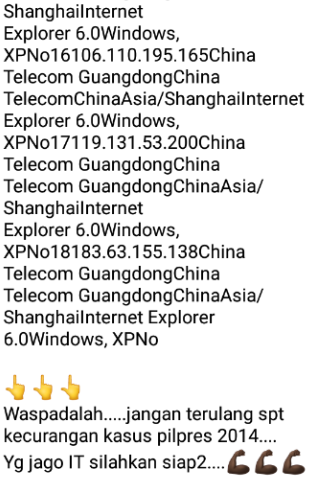 ShanghaiInternet
Explorer 6.0Windows,
XPNo16106.110.195.165China
Telecom GuangdongChina
TelecomChinaAsia/ShanghaiInternet
Explorer 6.0Windows,
XPNo17119.131.53.200China
Telecom GuangdongChina
Telecom GuangdongChinaAsia/
ShanghaiInternet
Explorer 6.0Windows,
XPNo18183.63.155.138China
Telecom GuangdongChina
Telecom GuangdongChinaAsia/
ShanghaiInternet Explorer
6.0Windows, XPNo
👆👆👆
Waspadalah.....jangan terulang spt
kecurangan kasus pilpres 2014....
Yg jago IT silahkan siap2....💪🏿💪🏿💪🏿